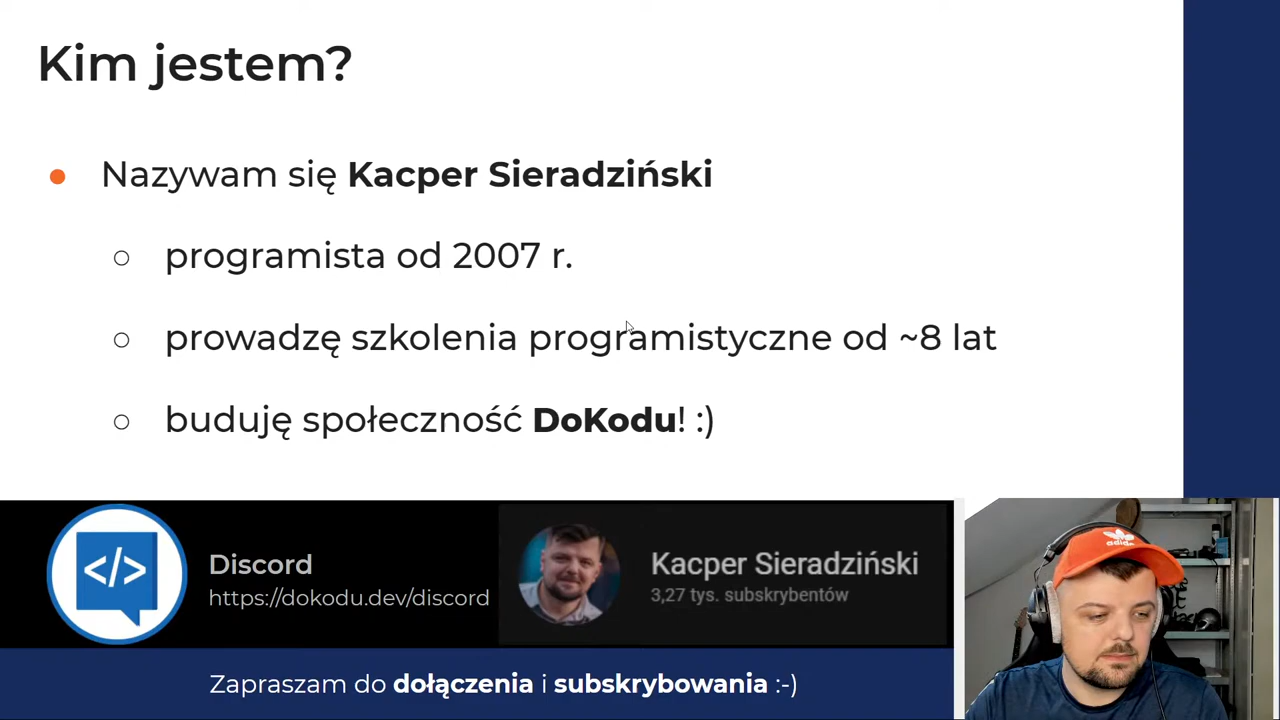 Kim jestem?
Nazywam się Kacper Sieradziński
programista od 2007 r.
prowadzę szkolenia programistyczne od ~8 lat
buduję społeczność DoKodu! :)
</>
Discord
https://dokodu.dev/discord
Kacper Sieradziński
3,27 tys. subskrybentów
adidas
Zapraszam do dołączenia i subskrybowania :-)